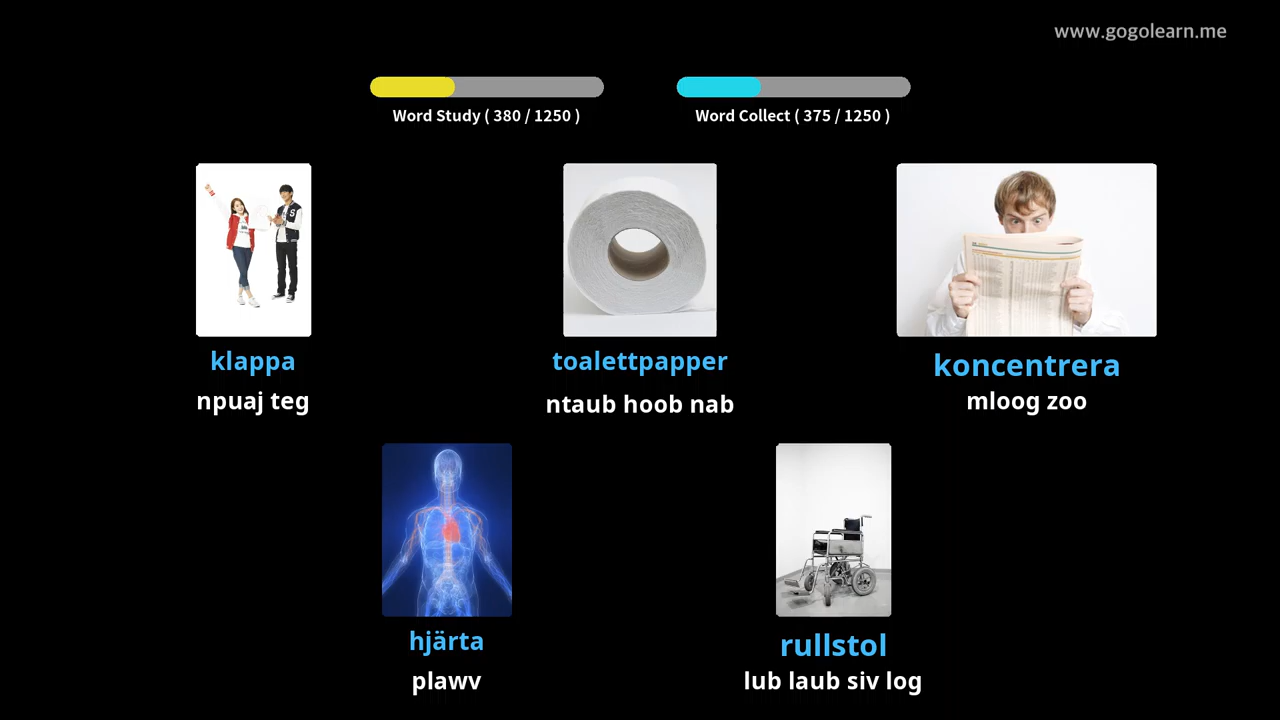 www.gogolearn.me
Word Study ( 380 / 1250 )
Word Collect ( 375 / 1250 )
klappa
npuaj teg
toalettpapper
ntaub hoob nab
koncentrera
mloog zoo
hjärta
plawv
rullstol
lub laub siv log